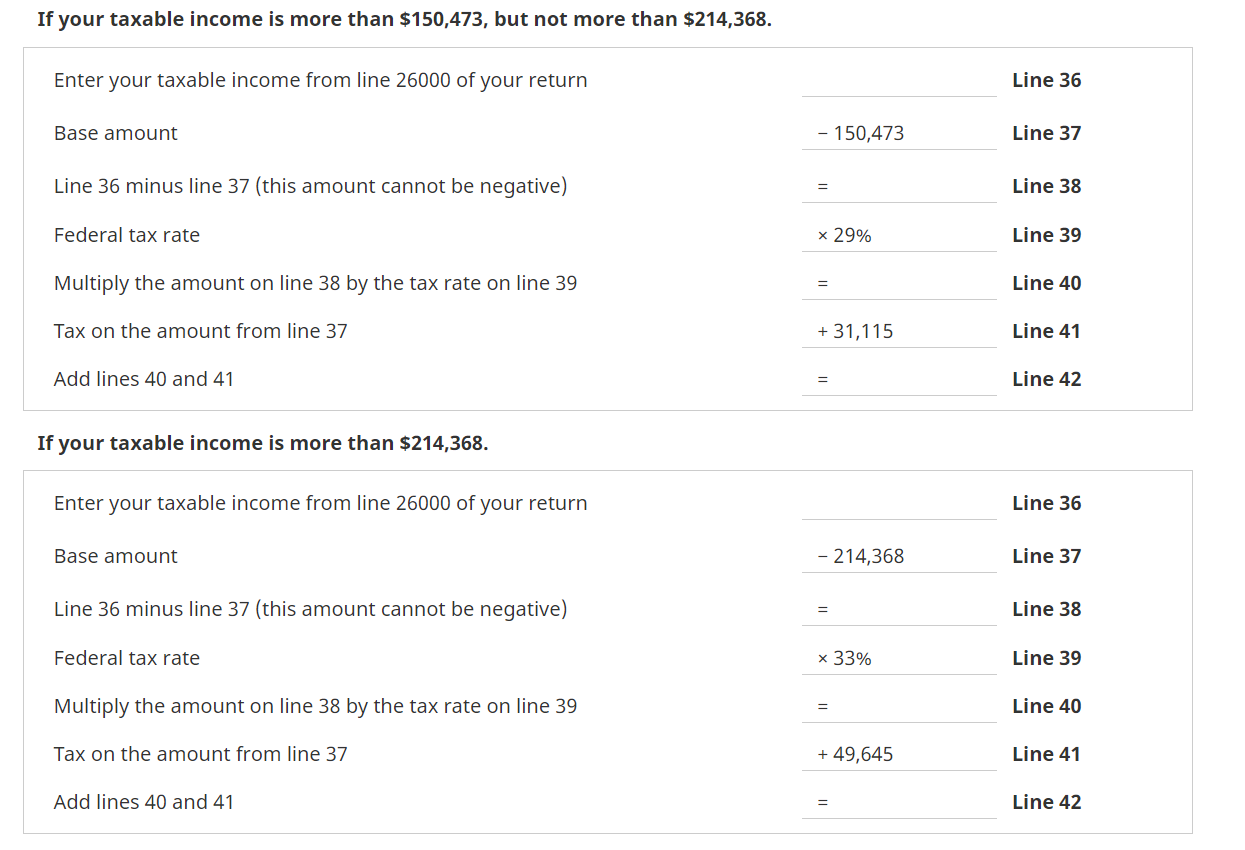 If your taxable income is more than $150,473, but not more than $214,368.
Enter your taxable income from line 26000 of your return Line 36
Base amount − 150,473 Line 37
Line 36 minus line 37 (this amount cannot be negative) = Line 38
Federal tax rate × 29% Line 39
Multiply the amount on line 38 by the tax rate on line 39 = Line 40
Tax on the amount from line 37 + 31,115 Line 41
Add lines 40 and 41 = Line 42
If your taxable income is more than $214,368.
Enter your taxable income from line 26000 of your return Line 36
Base amount − 214,368 Line 37
Line 36 minus line 37 (this amount cannot be negative) = Line 38
Federal tax rate × 33% Line 39
Multiply the amount on line 38 by the tax rate on line 39 = Line 40
Tax on the amount from line 37 + 49,645 Line 41
Add lines 40 and 41 = Line 42